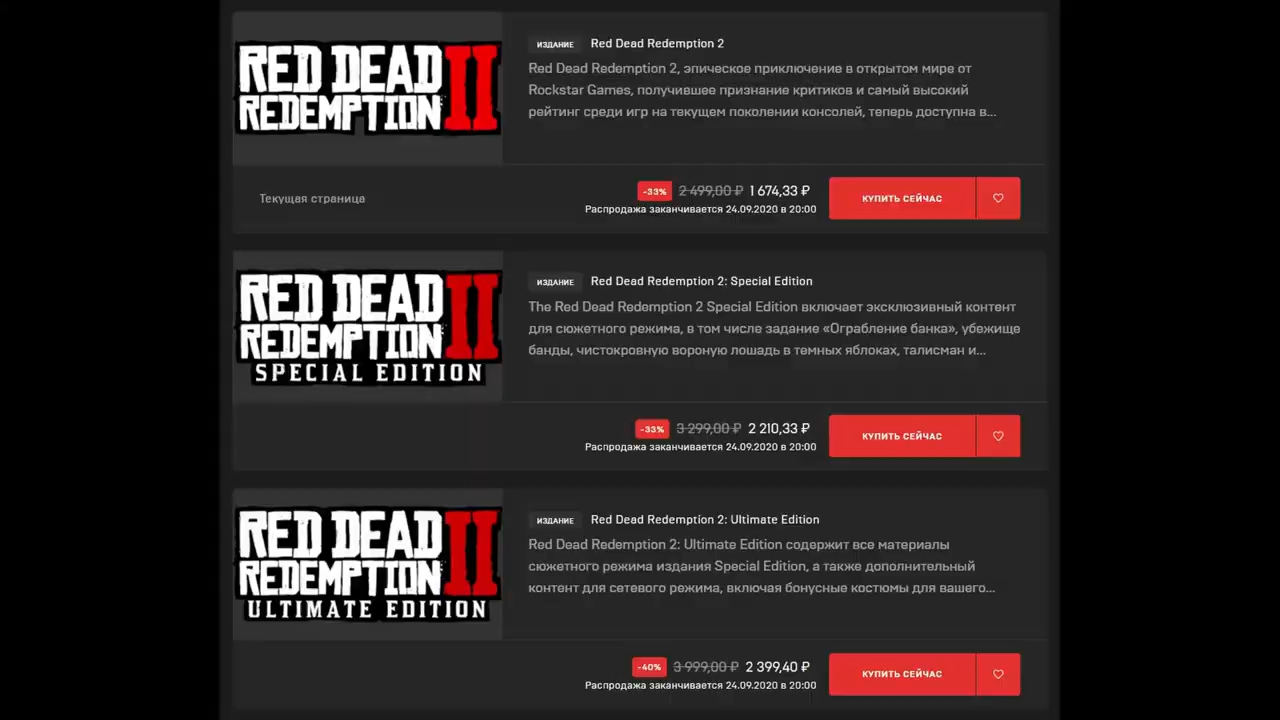 RED DEAD
REDEMPTION II
ИЗДАНИЕ Red Dead Redemption 2
Red Dead Redemption 2, эпическое приключение в открытом мире от
Rockstar Games, получившее признание критиков и самый высокий
рейтинг среди игр на текущем поколении консолей, теперь доступна в...
Текущая страница
-33% 2 499,00 ₽ 1 674,33 ₽
Распродажа заканчивается 24.09.2020 в 20:00
КУПИТЬ СЕЙЧАС
RED DEAD
REDEMPTION II
SPECIAL EDITION
ИЗДАНИЕ Red Dead Redemption 2: Special Edition
The Red Dead Redemption 2 Special Edition включает эксклюзивный контент
для сюжетного режима, в том числе задание «Ограбление банка», убежище
банды, чистокровную вороную лошадь в темных яблоках, талисман и...
-33% 3 299,00 ₽ 2 210,33 ₽
Распродажа заканчивается 24.09.2020 в 20:00
КУПИТЬ СЕЙЧАС
RED DEAD
REDEMPTION II
ULTIMATE EDITION
ИЗДАНИЕ Red Dead Redemption 2: Ultimate Edition
Red Dead Redemption 2: Ultimate Edition содержит все материалы
сюжетного режима издания Special Edition, а также дополнительный
контент для сетевого режима, включая бонусные костюмы для вашего...
-40% 3 999,00 ₽ 2 399,40 ₽
Распродажа заканчивается 24.09.2020 в 20:00
КУПИТЬ СЕЙЧАС